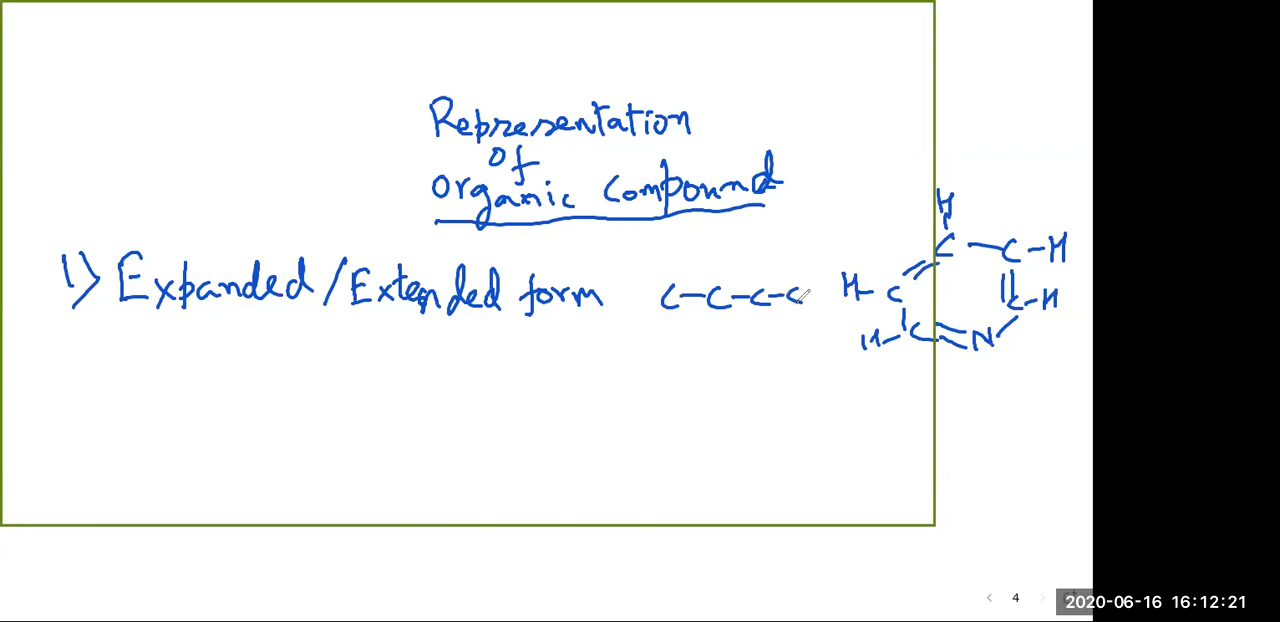 Representation
of
Organic Compound
1) Expanded/Extended form C-C-C-C
H
C - C-H
H- C C-H
H-C = N
4
2020-06-16 16:12:21